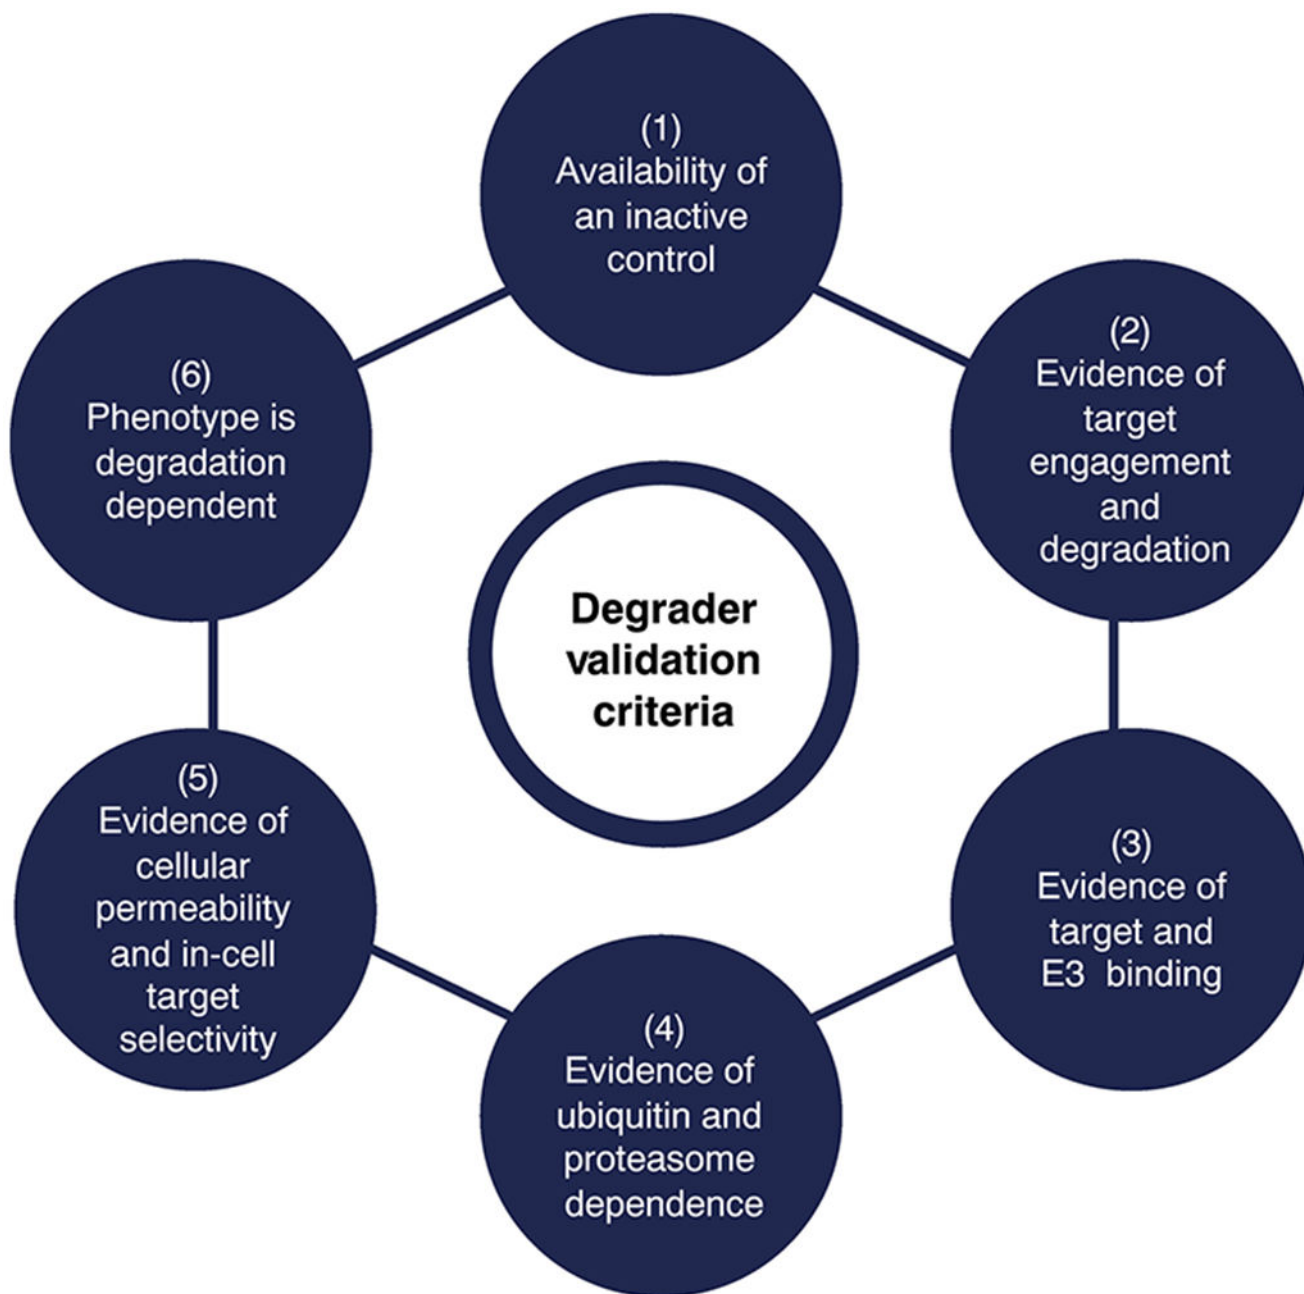 (1)
Availability of
an inactive
control
(2)
Evidence of
target
engagement
and
degradation
(3)
Evidence of
target and
E3 binding
(4)
Evidence of
ubiquitin and
proteasome
dependence
(5)
Evidence of
cellular
permeability
and in-cell
target
selectivity
(6)
Phenotype is
degradation
dependent
Degrader
validation
criteria